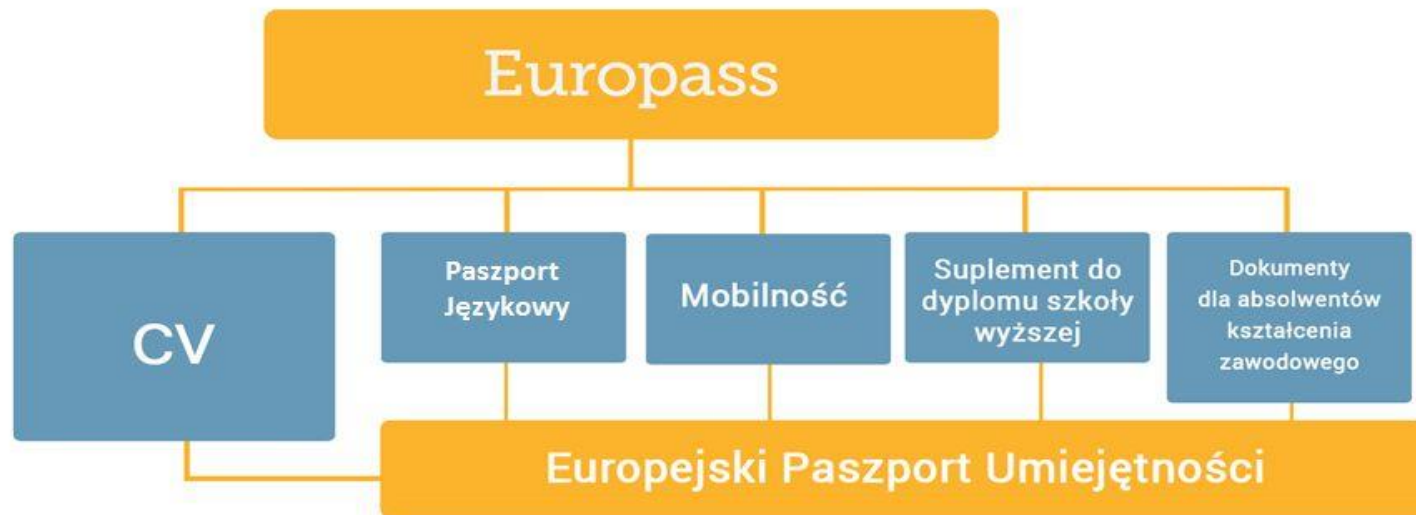 Europass
CV
Paszport
Językowy
Mobilność
Suplement do
dyplomu szkoły
wyższej
Dokumenty
dla absolwentów
kształcenia
zawodowego
Europejski Paszport Umiejętności